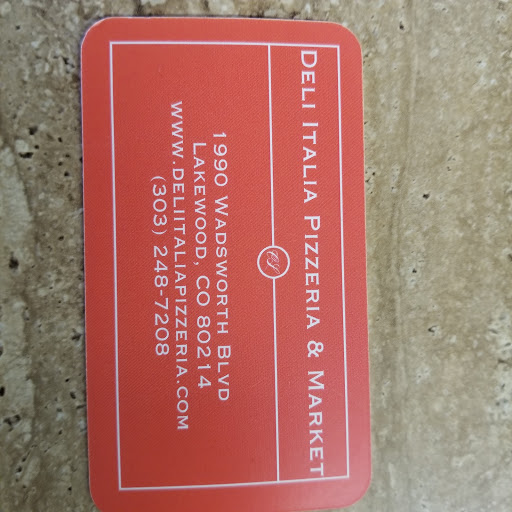 DELI ITALIA PIZZERIA & MARKET
1990 WADSWORTH BLVD
LAKEWOOD, CO 80214
WWW.DELIITALIAPIZZERIA.COM
(303) 248-7208